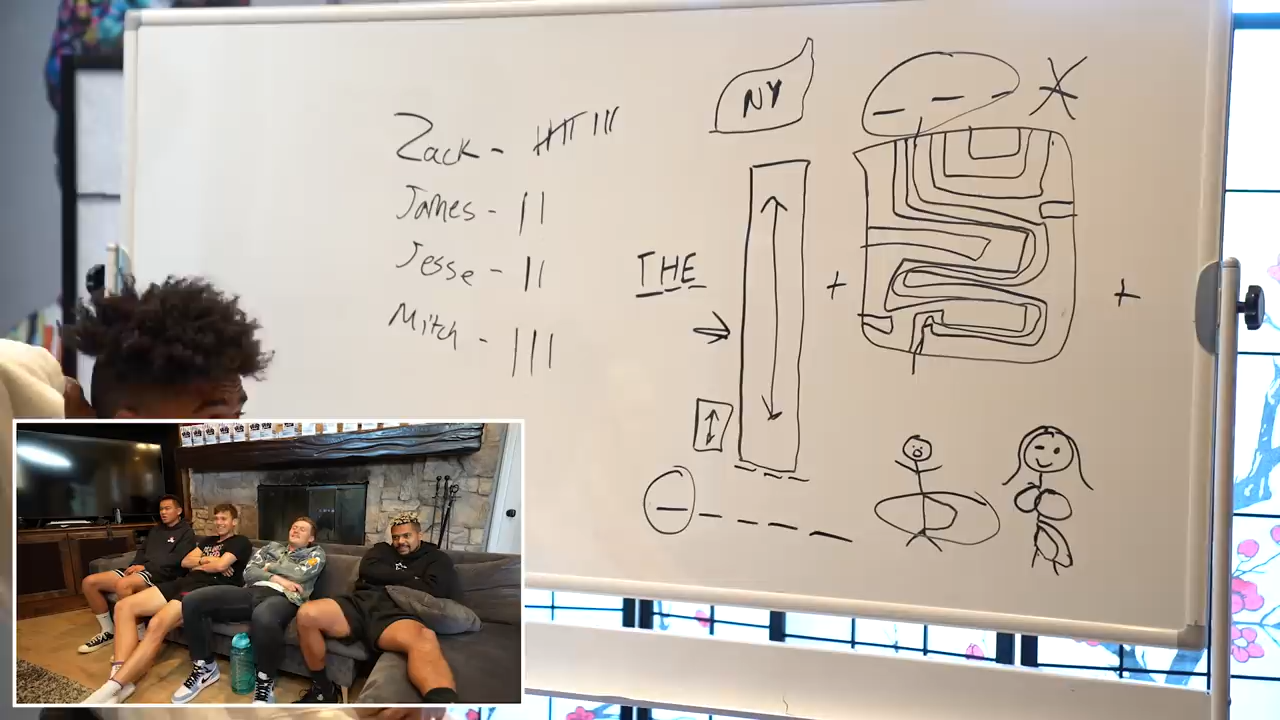 Zack -
James -
Jesse -
Mitch -
NY
THE
+
+